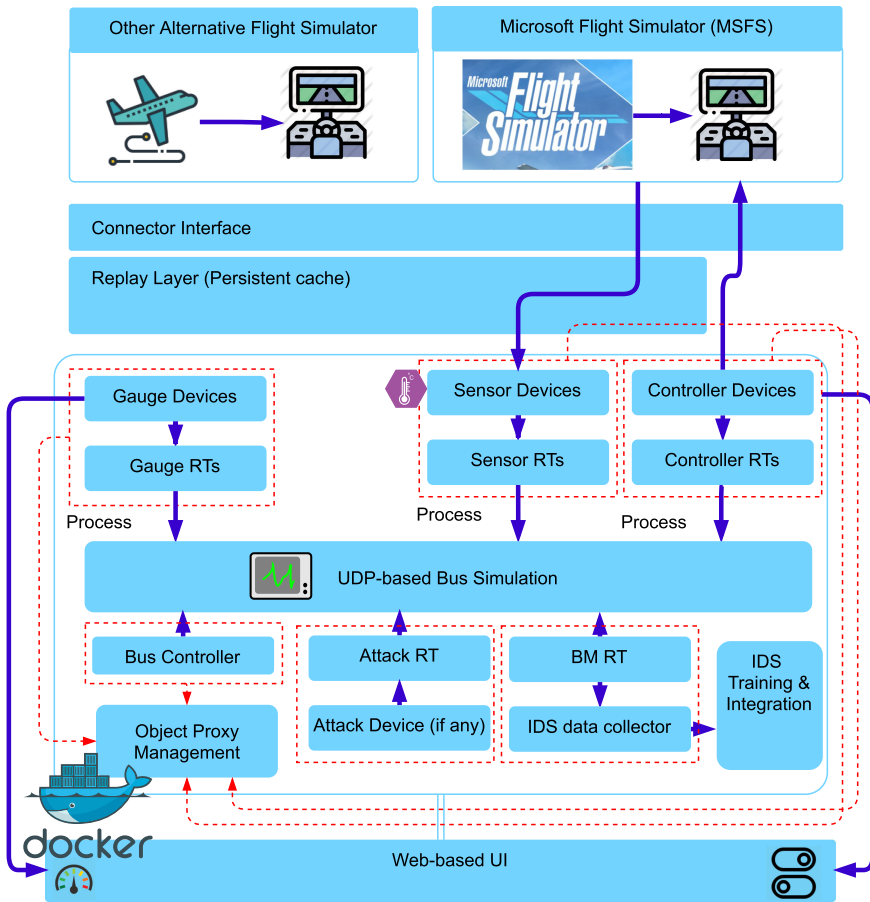 Other Alternative Flight Simulator
Microsoft Flight Simulator (MSFS)
Microsoft
Flight
Simulator
Connector Interface
Replay Layer (Persistent cache)
°C
Gauge Devices
Sensor Devices
Controller Devices
Gauge RTs
Sensor RTs
Controller RTs
Process
Process
Process
UDP-based Bus Simulation
Bus Controller
Attack RT
BM RT
IDS
Training &
Integration
Object Proxy
Management
Attack Device (if any)
IDS data collector
docker
Web-based UI